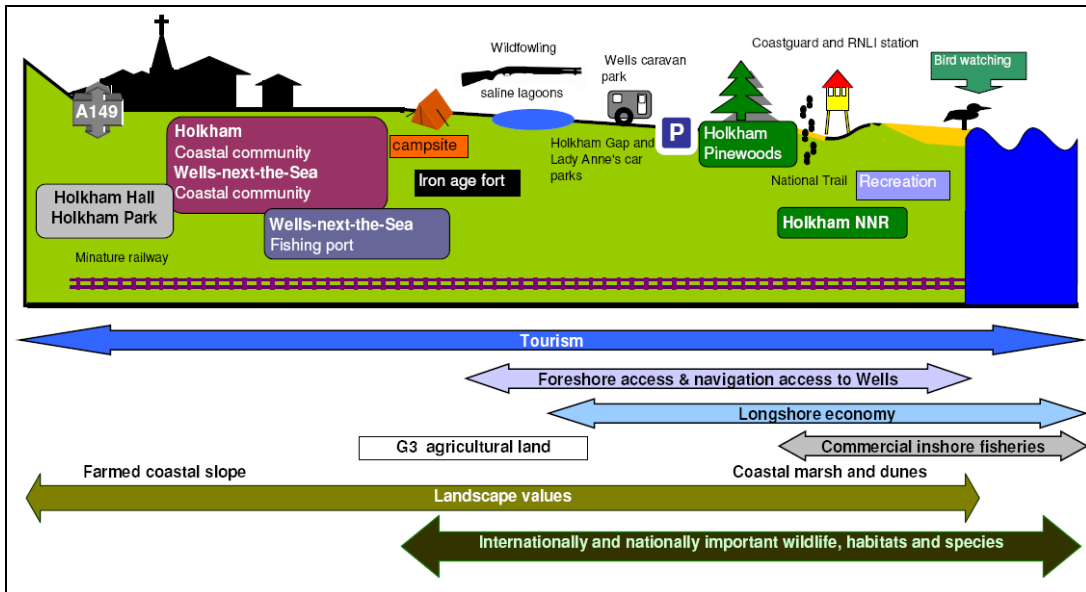 Wildfowling
saline lagoons
Wells caravan
park
Coastguard and RNLI station
Bird watching
A149
P
Holkham
Coastal community
Wells-next-the-Sea
Coastal community
campsite
Holkham Gap and
Lady Anne's car
parks
Holkham
Pinewoods
Iron age fort
National Trail
Recreation
Holkham Hall
Holkham Park
Wells-next-the-Sea
Fishing port
Holkham NNR
Minature railway
Tourism
Foreshore access & navigation access to Wells
Longshore economy
G3 agricultural land
Commercial inshore fisheries
Farmed coastal slope
Coastal marsh and dunes
Landscape values
Internationally and nationally important wildlife, habitats and species